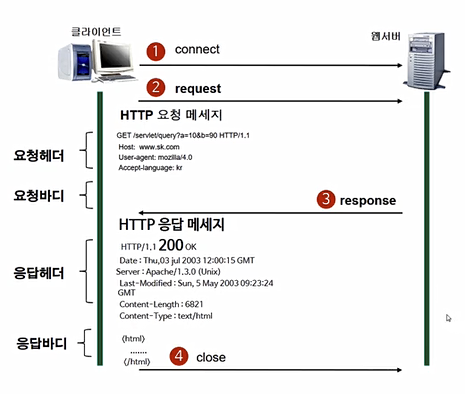 클라이언트
웹서버
1 connect
2 request
HTTP 요청 메세지
GET /servlet/query?a=10&b=90 HTTP/1.1
요청헤더
Host: www.sk.com
User-agent: mozilla/4.0
Accept-language: kr
요청바디
3 response
HTTP 응답 메세지
HTTP/1.1 200 OK
Date : Thu,03 jul 2003 12:00:15 GMT
응답헤더
Server : Apache/1.3.0 (Unix)
Last-Modified : Sun, 5 May 2003 09:23:24
GMT
Content-Length : 6821
Content-Type : text/html
응답바디
<html>
.......
</html>
4 close